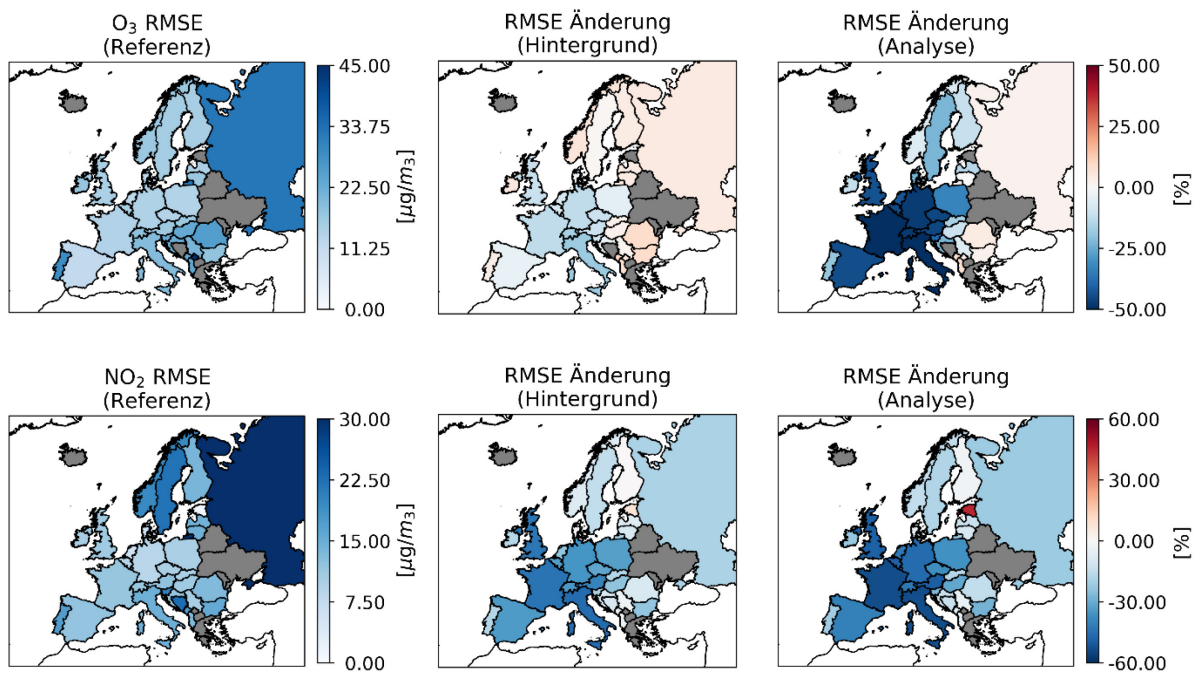 O₃ RMSE
(Referenz)
RMSE Änderung
(Hintergrund)
RMSE Änderung
(Analyse)
45.00
33.75
22.50
11.25
0.00
[μg/m₃]
50.00
25.00
0.00
-25.00
-50.00
[%]
NO₂ RMSE
(Referenz)
RMSE Änderung
(Hintergrund)
RMSE Änderung
(Analyse)
30.00
22.50
15.00
7.50
0.00
[μg/m₃]
60.00
30.00
0.00
-30.00
-60.00
[%]